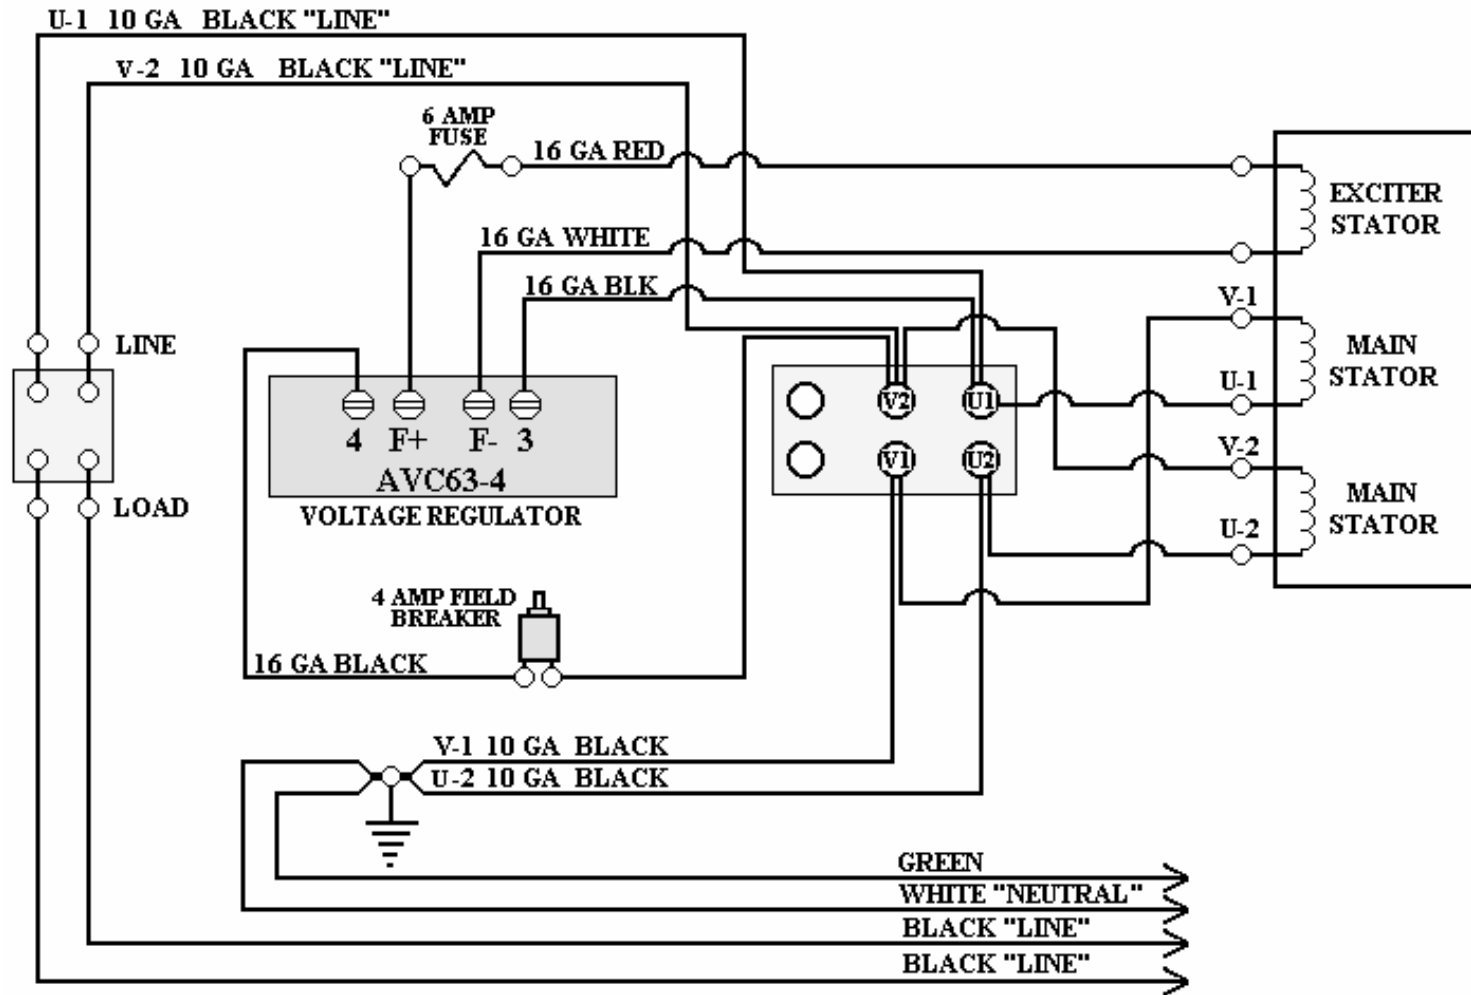 U-1 10 GA BLACK "LINE"
V-2 10 GA BLACK "LINE"
6 AMP
FUSE
16 GA RED
16 GA WHITE
16 GA BLK
EXCITER
STATOR
V-1
U-1
MAIN
STATOR
V-2
U-2
MAIN
STATOR
LINE
LOAD
4 F+ F- 3
AVC63-4
VOLTAGE REGULATOR
V2 U1
V1 U2
4 AMP FIELD
BREAKER
16 GA BLACK
V-1 10 GA BLACK
U-2 10 GA BLACK
GREEN
WHITE "NEUTRAL"
BLACK "LINE"
BLACK "LINE"